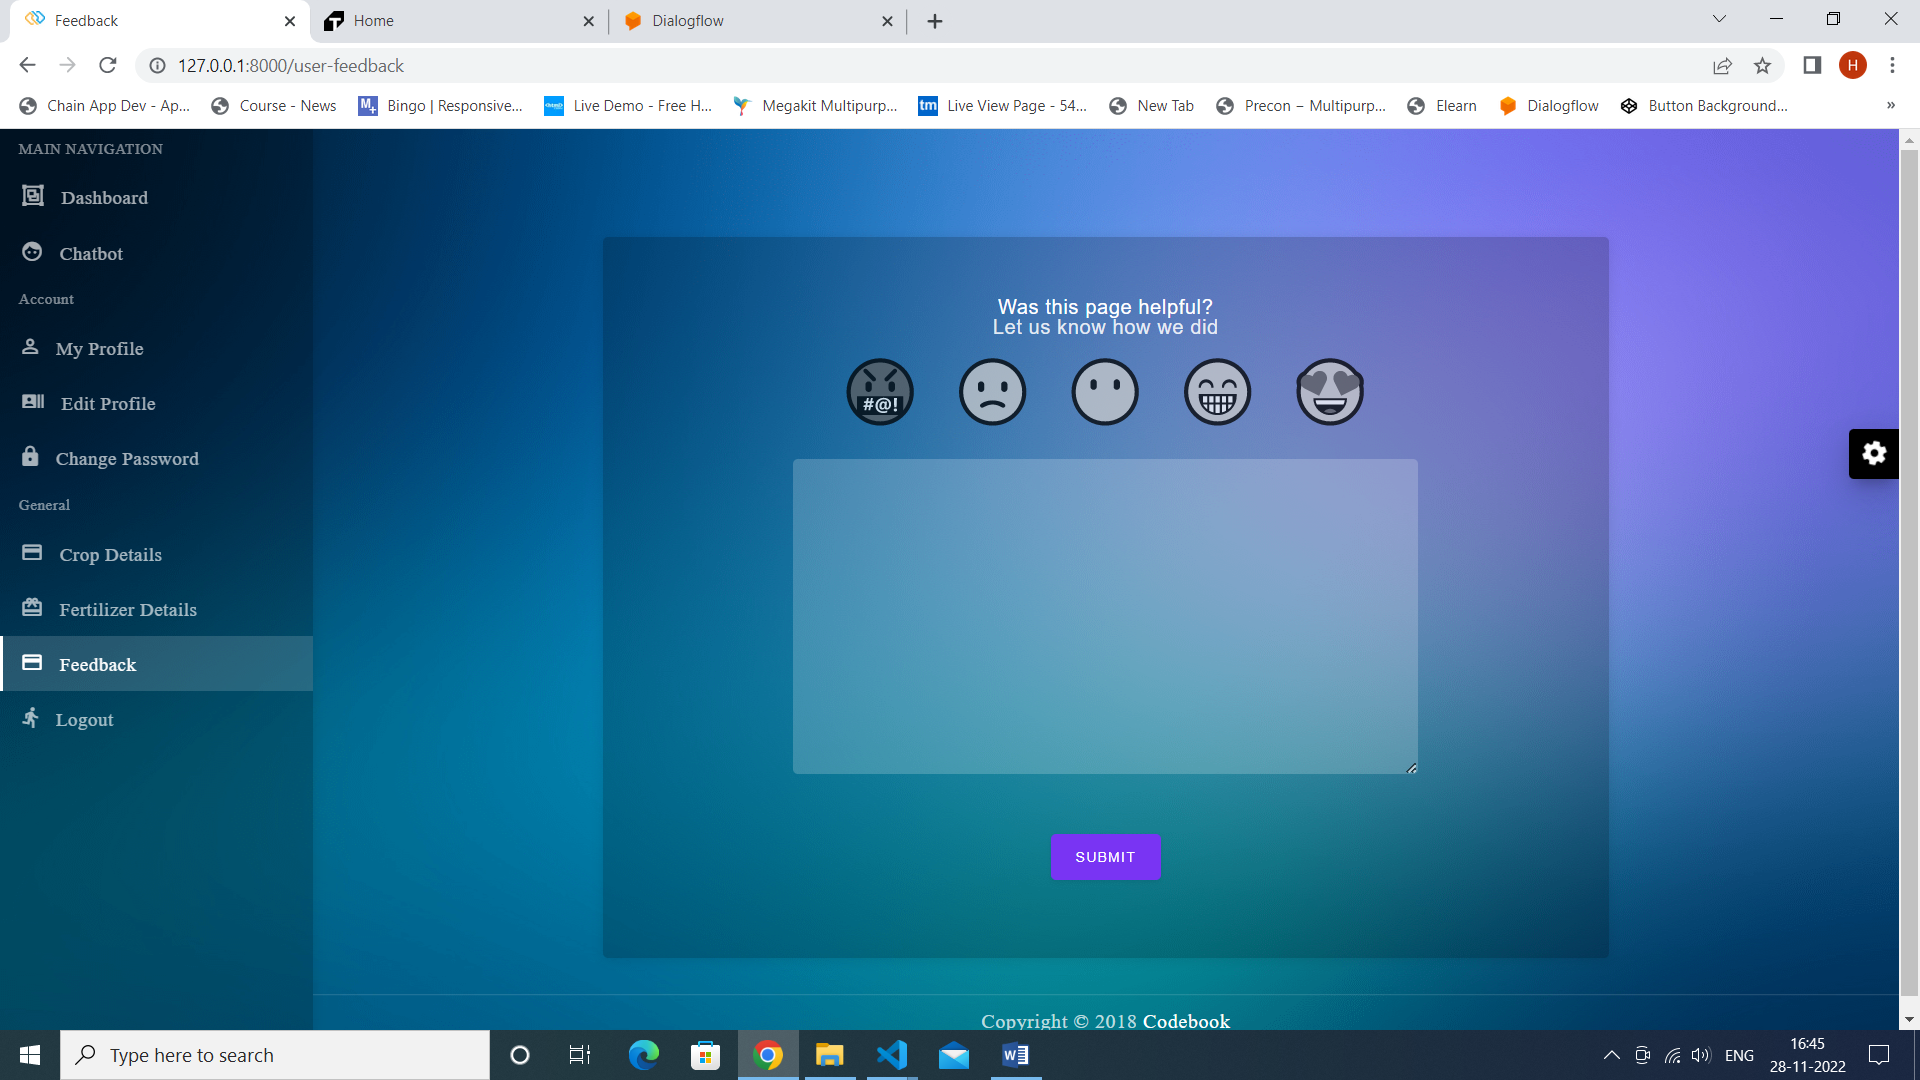 Feedback
Home
Dialogflow
127.0.0.1:8000/user-feedback
H
Chain App Dev - Ap...
Course - News
M+
Bingo | Responsive...
Live Demo - Free H...
Megakit Multipurp...
tm
Live View Page - 54...
New Tab
Precon – Multipurp...
Elearn
Dialogflow
Button Background...
»
MAIN NAVIGATION
Dashboard
Chatbot
Account
My Profile
Edit Profile
Change Password
General
Crop Details
Fertilizer Details
Feedback
Logout
Was this page helpful?
Let us know how we did
#@!
SUBMIT
Copyright © 2018 Codebook
Type here to search
W
ENG
16:45
28-11-2022